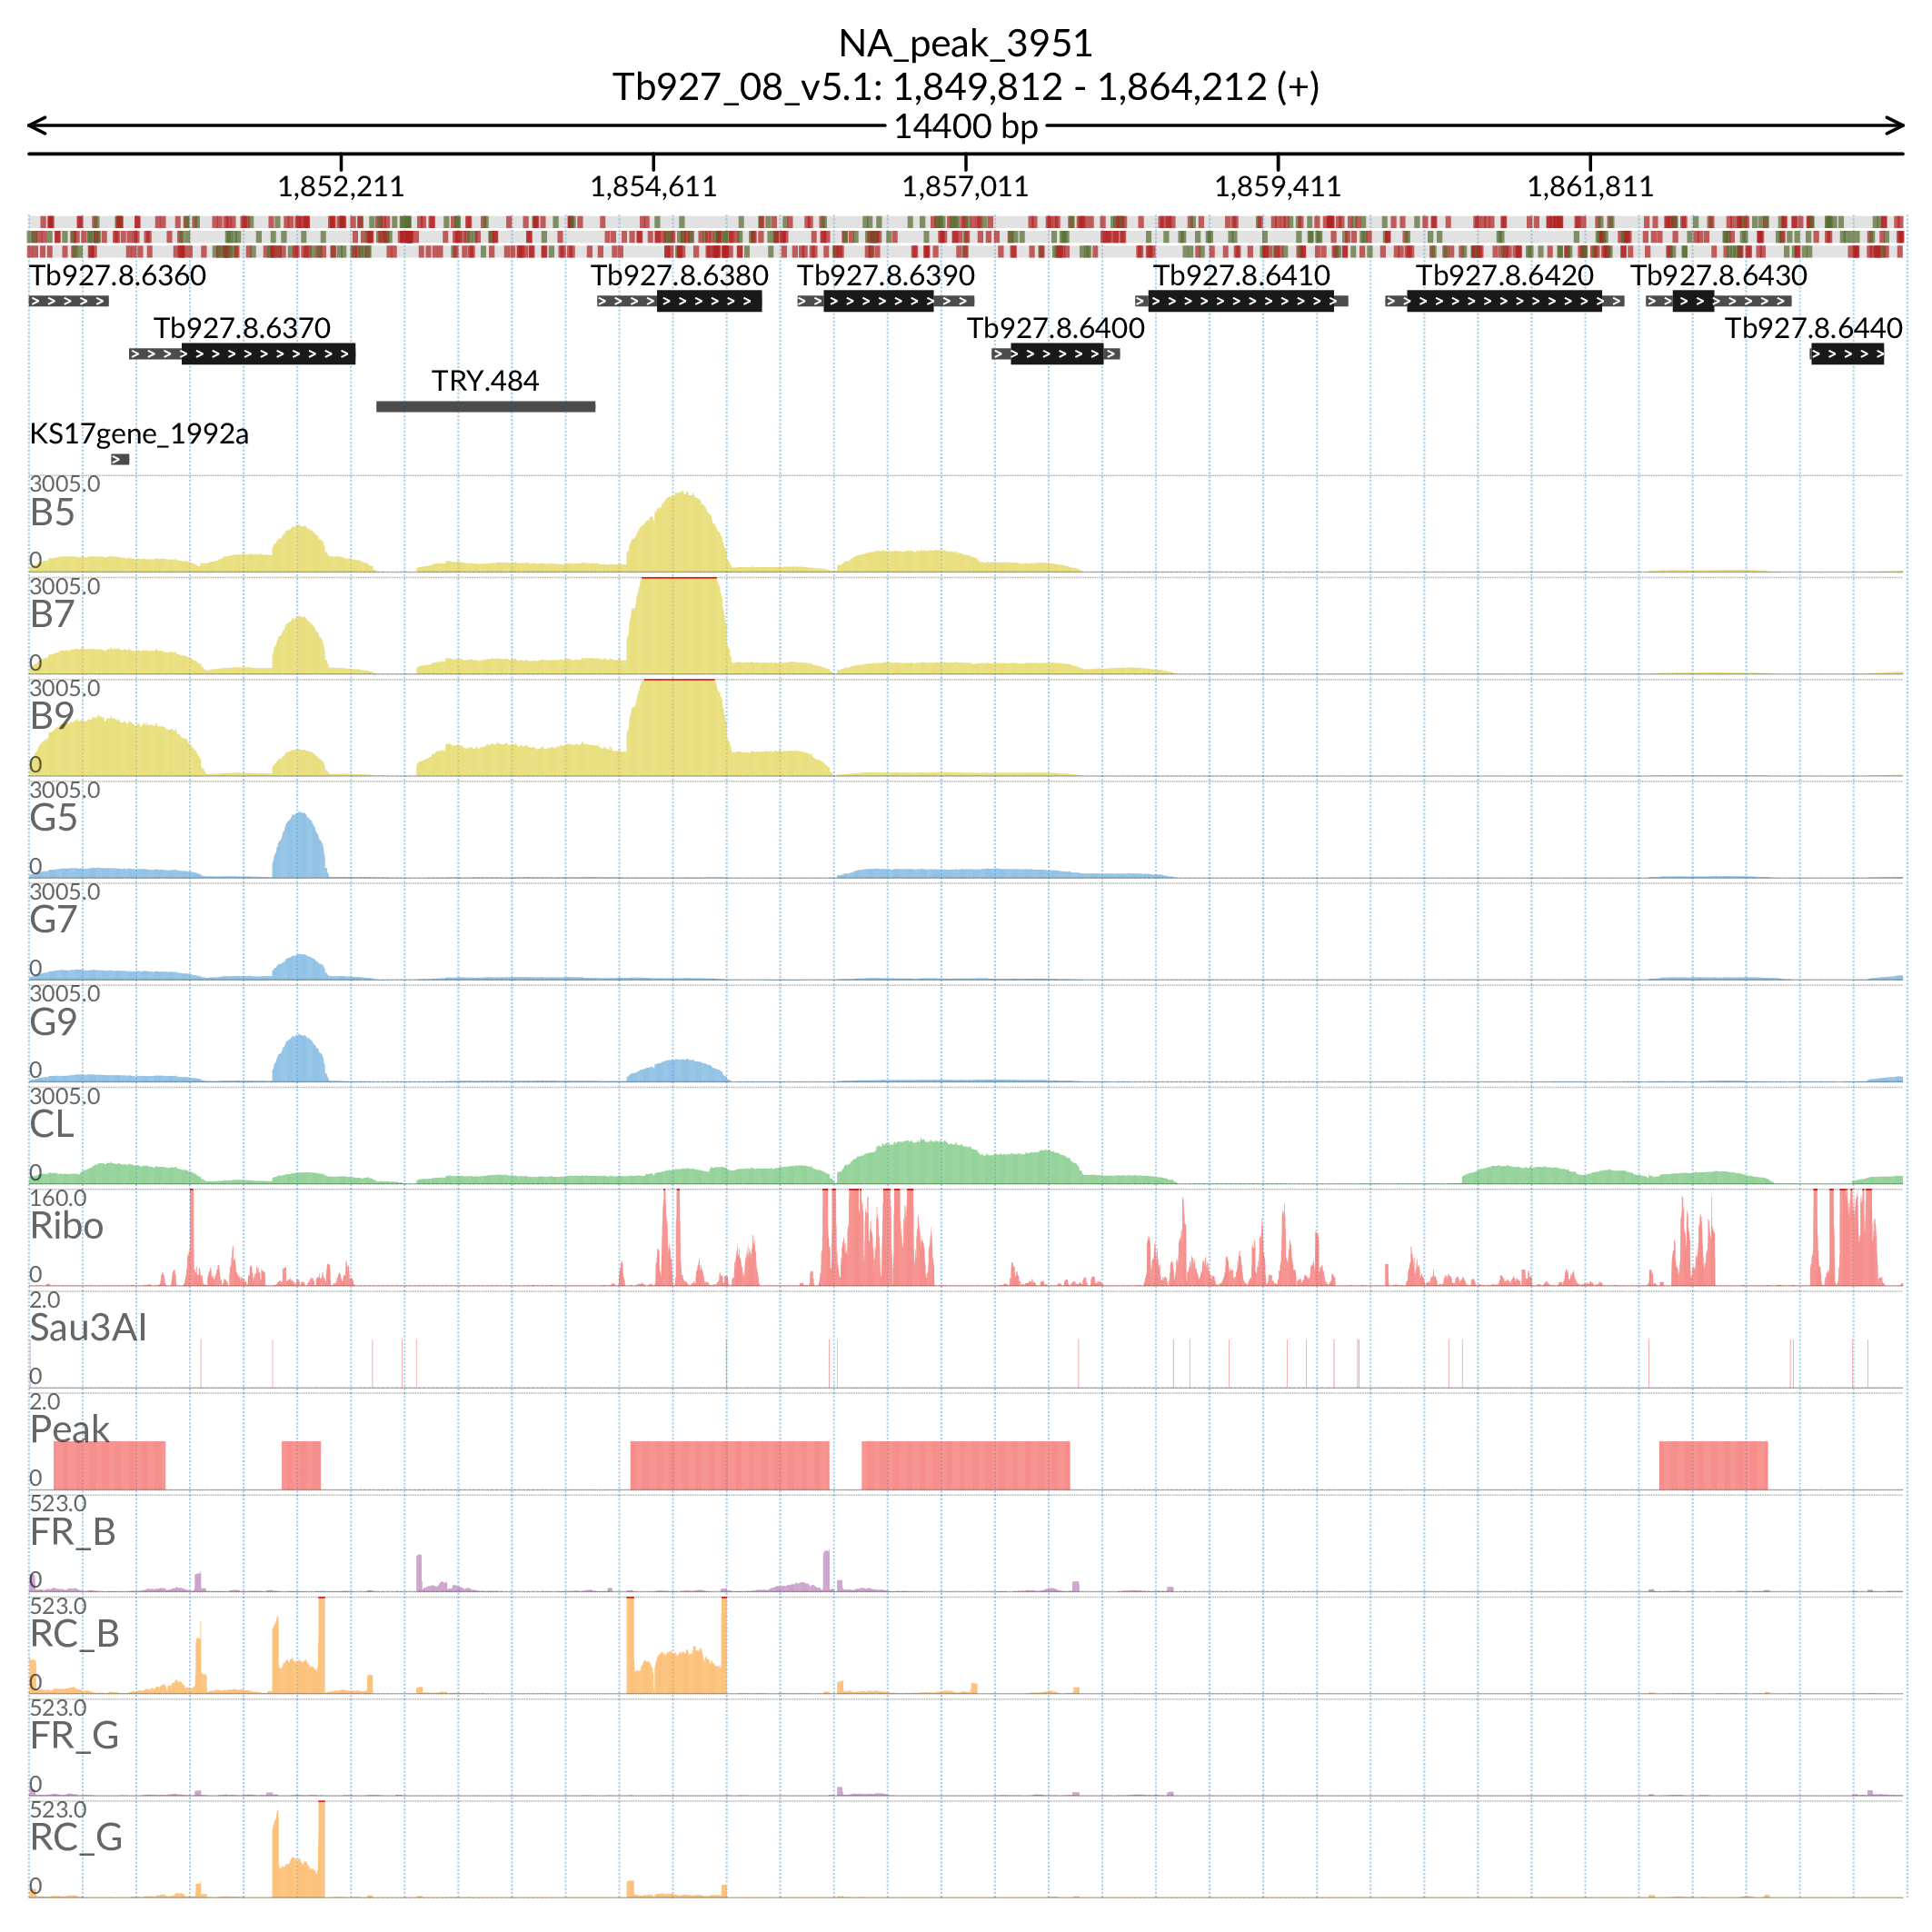 NA_peak_3951
Tb927_08_v5.1: 1,849,812 - 1,864,212 (+)
14400 bp
1,852,211 1,854,611 1,857,011 1,859,411 1,861,811
Tb927.8.6360 Tb927.8.6380 Tb927.8.6390 Tb927.8.6410 Tb927.8.6420 Tb927.8.6430
Tb927.8.6370 Tb927.8.6400 Tb927.8.6440
TRY.484
KS17gene_1992a
3005.0
B5
0
3005.0
B7
0
3005.0
B9
0
3005.0
G5
0
3005.0
G7
0
3005.0
G9
0
3005.0
CL
0
160.0
Ribo
0
2.0
Sau3AI
0
2.0
Peak
0
523.0
FR_B
0
523.0
RC_B
0
523.0
FR_G
0
523.0
RC_G
0